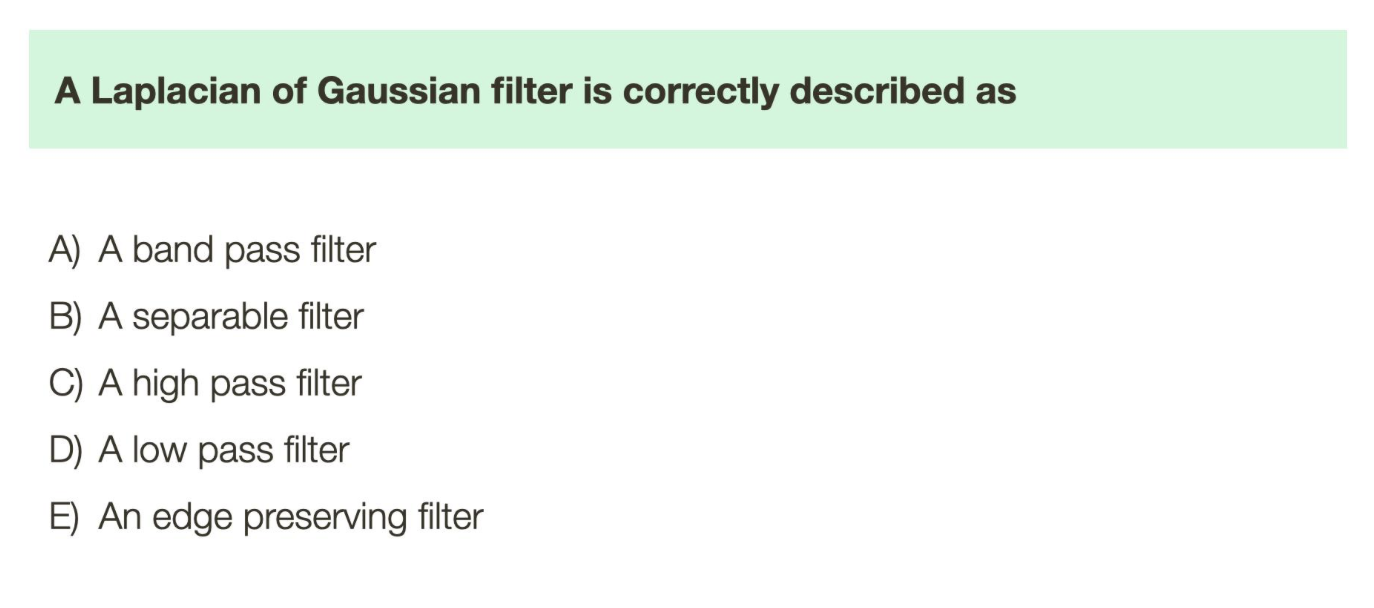 A Laplacian of Gaussian filter is correctly described as
A) A band pass filter
B) A separable filter
C) A high pass filter
D) A low pass filter
E) An edge preserving filter